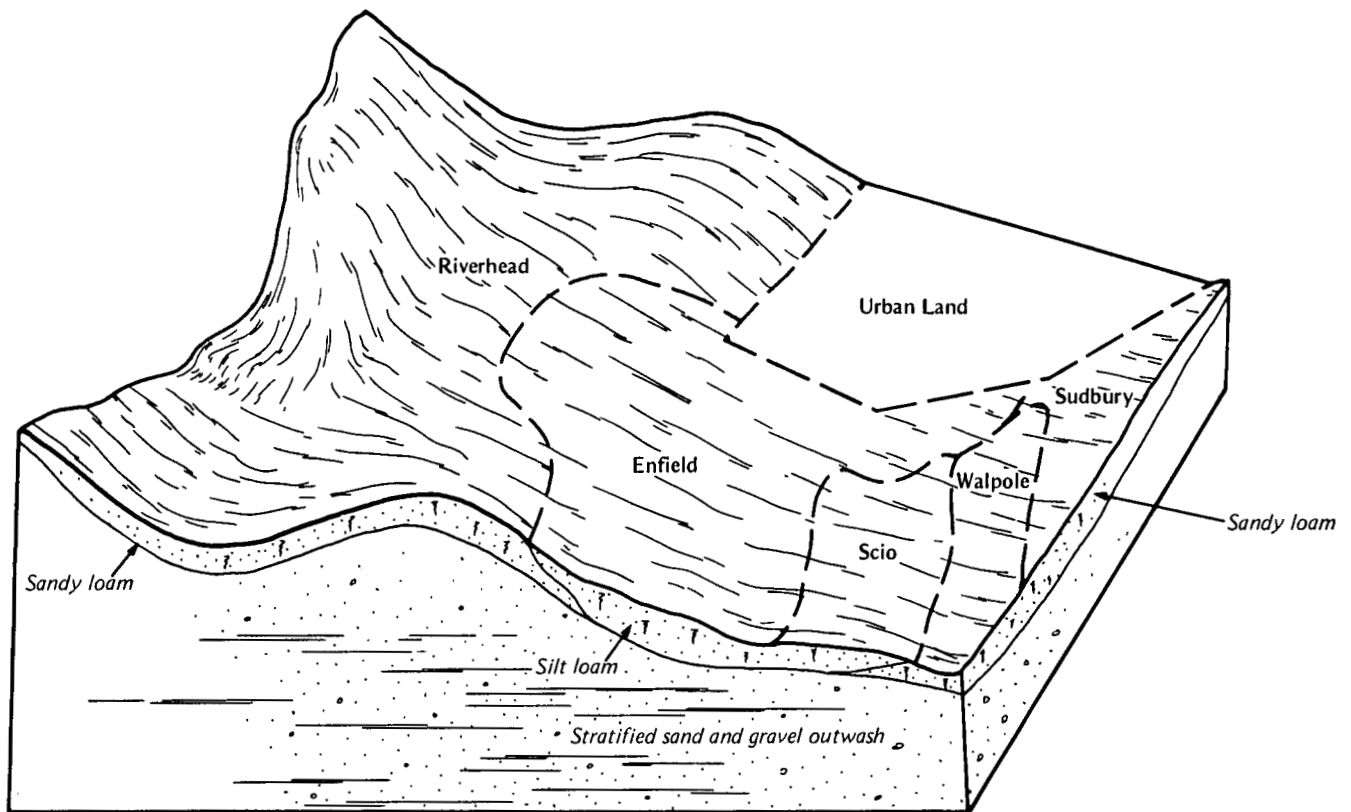 Riverhead
Urban Land
Sudbury
Enfield
Walpole
Sandy loam
Scio
Sandy loam
Silt loam
Stratified sand and gravel outwash